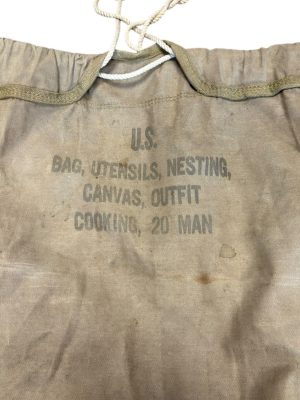 U.S.
BAG, UTENSILS, NESTING,
CANVAS, OUTFIT
COOKING, 20 MAN